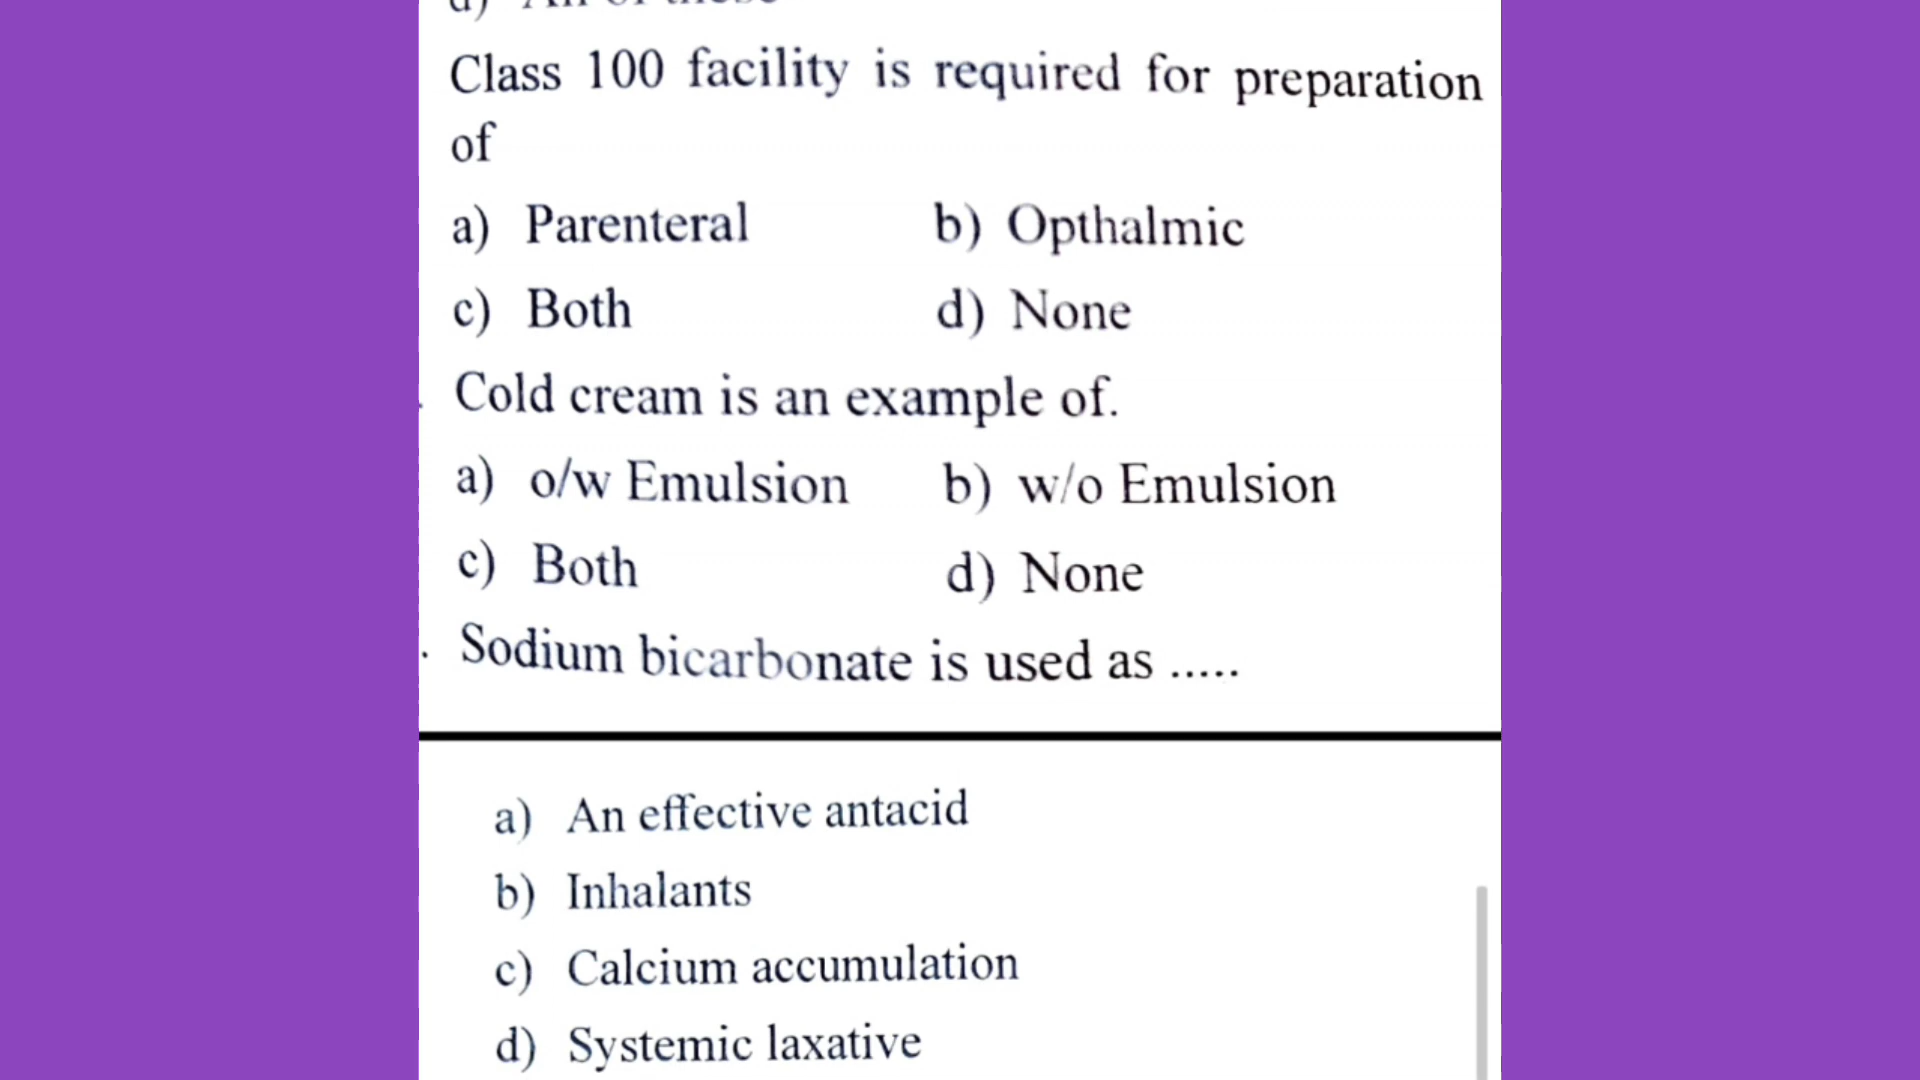 Class 100 facility is required for preparation
of
a) Parenteral b) Opthalmic
c) Both d) None
Cold cream is an example of.
a) o/w Emulsion b) w/o Emulsion
c) Both d) None
. Sodium bicarbonate is used as .....
a) An effective antacid
b) Inhalants
c) Calcium accumulation
d) Systemic laxative